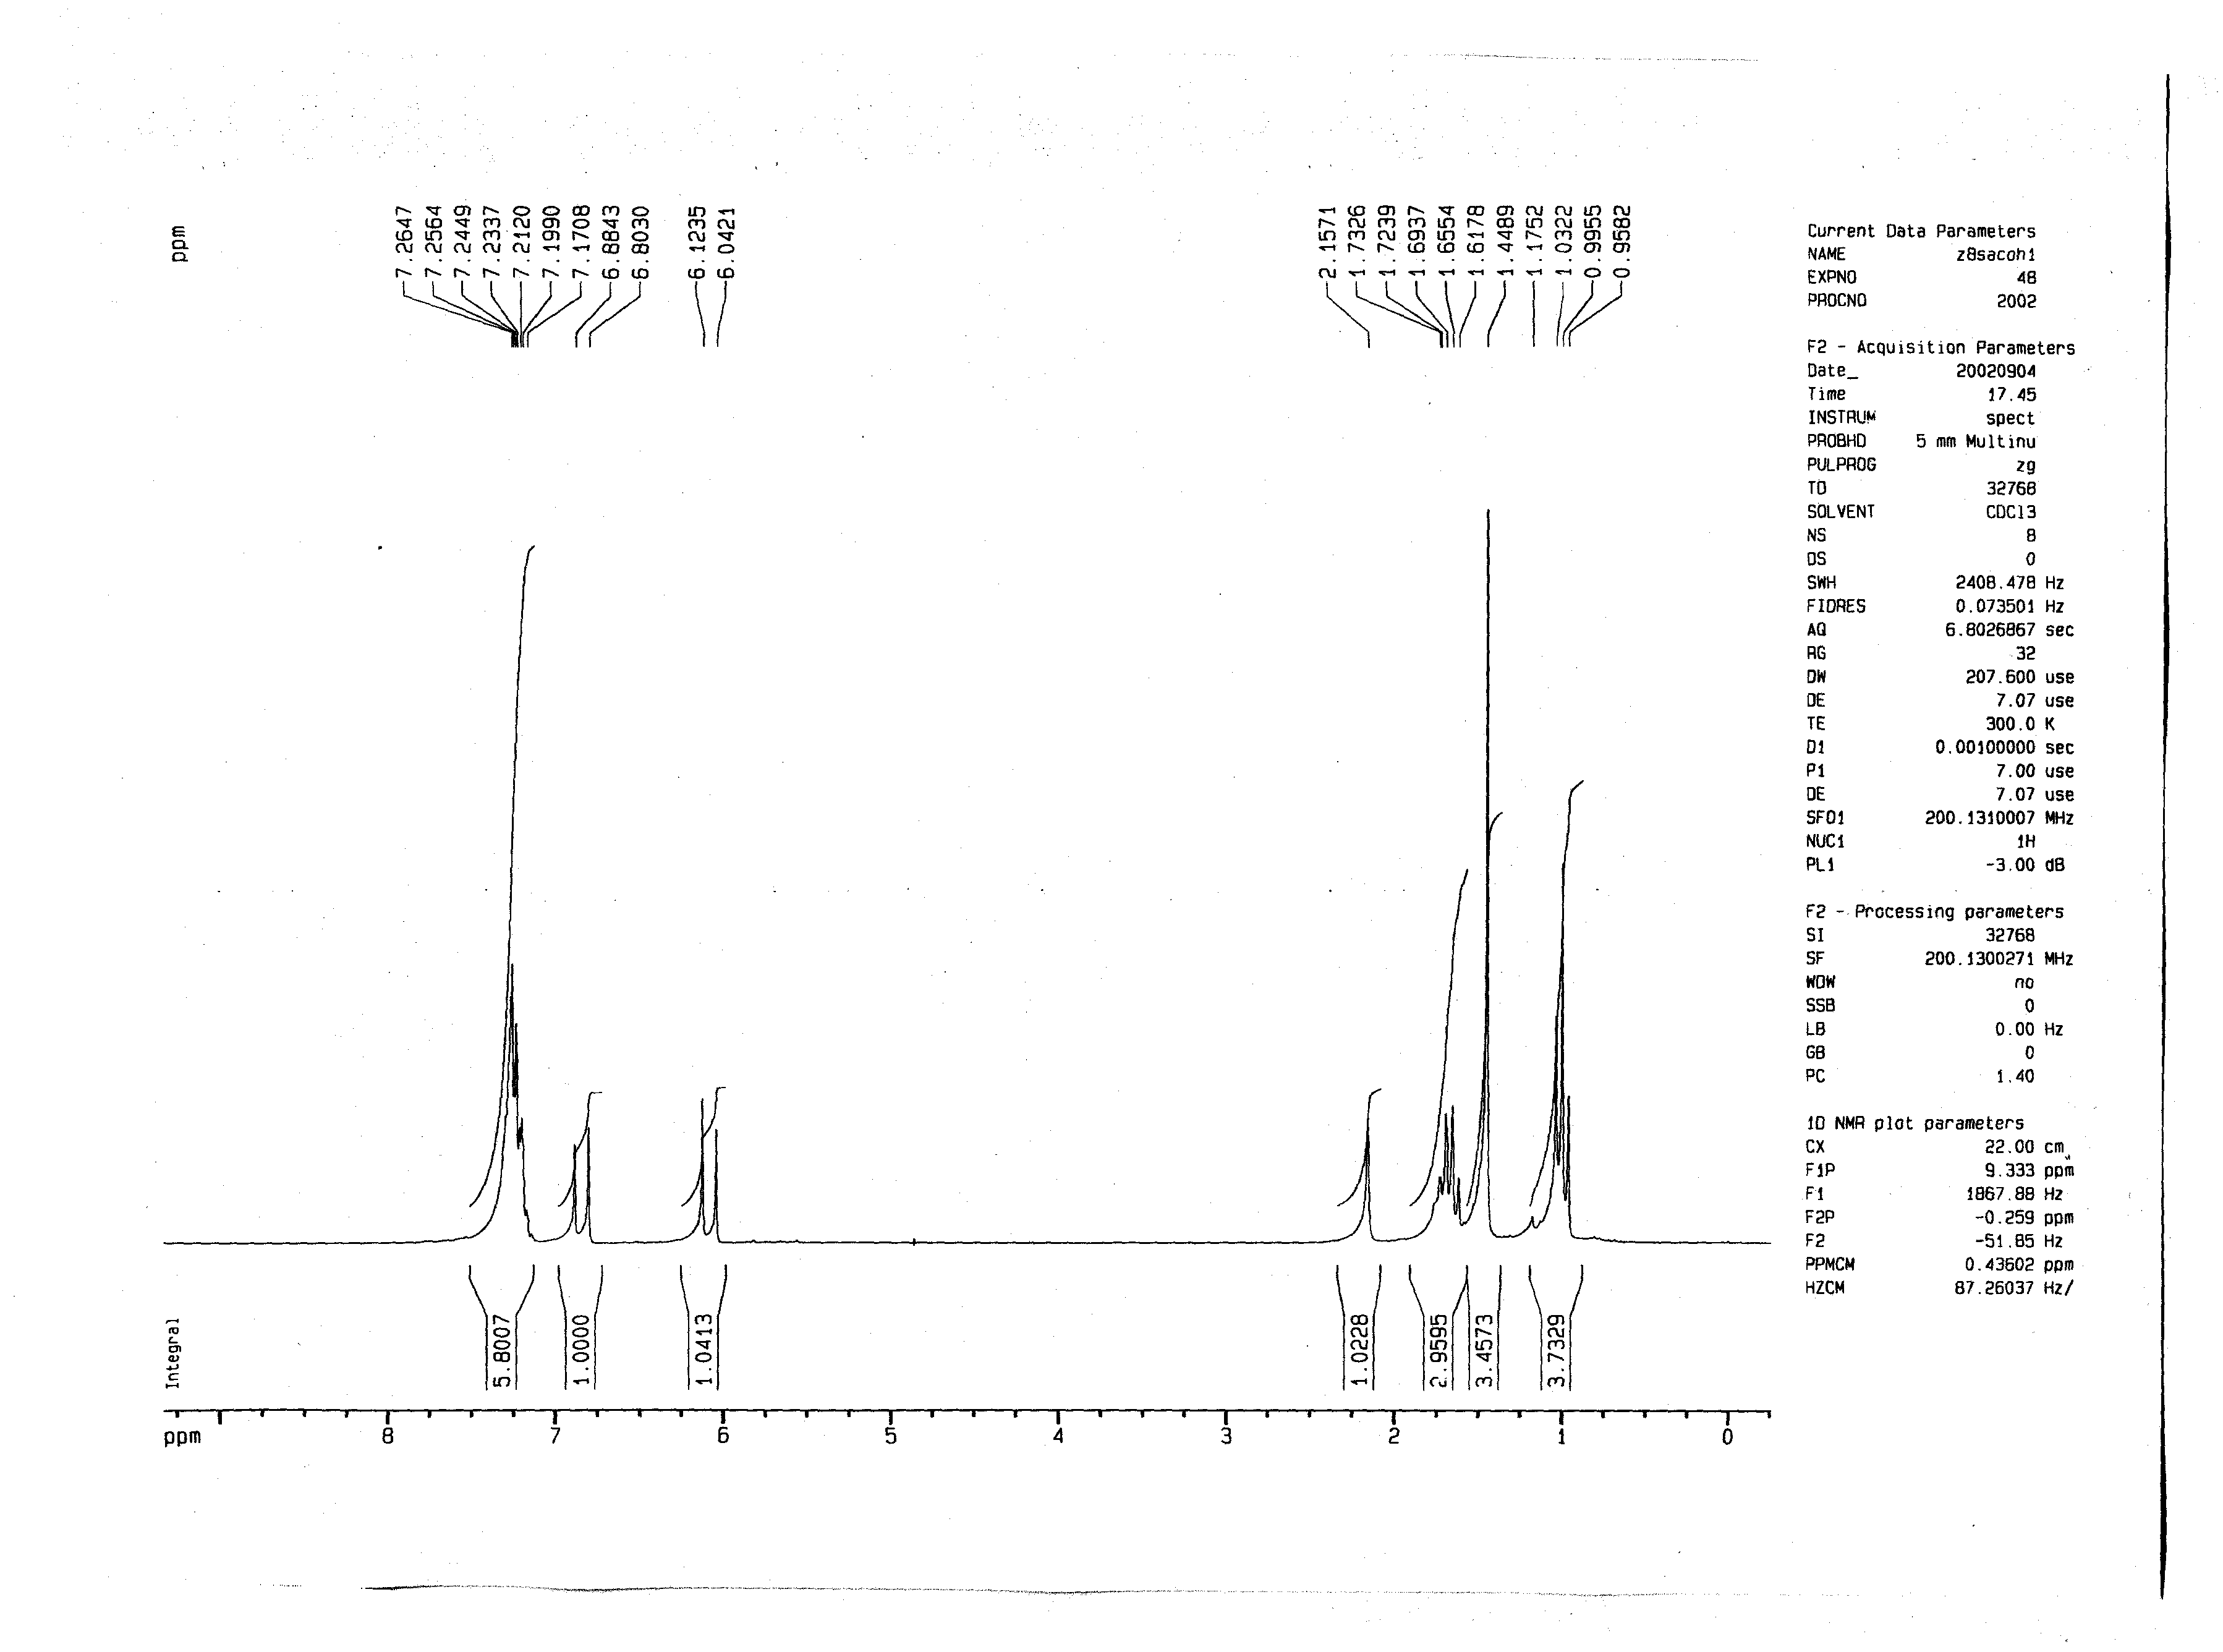 ppm
7.2647
7.2564
7.2449
7.2337
7.2120
7.1990
7.1708
6.8843
6.8030
6.1235
6.0421
2.1571
1.7326
1.7239
1.6937
1.6554
1.6178
1.4489
1.1752
1.0322
0.9955
0.9582
Current Data Parameters
NAME z8sacoh1
EXPNO 48
PROCNO 2002
F2 - Acquisition Parameters
Date_ 20020904
Time 17.45
INSTRUM spect
PROBHD 5 mm Multinu
PULPROG zg
TD 32768
SOLVENT CDCl3
NS 8
DS 0
SWH 2408.478 Hz
FIDRES 0.073501 Hz
AQ 6.8026867 sec
RG 32
DW 207.600 use
DE 7.07 use
TE 300.0 K
D1 0.00100000 sec
P1 7.00 use
DE 7.07 use
SFO1 200.1310007 MHz
NUC1 1H
PL1 -3.00 dB
F2 - Processing parameters
SI 32768
SF 200.1300271 MHz
WDW no
SSB 0
LB 0.00 Hz
GB 0
PC 1.40
1D NMR plot parameters
CX 22.00 cm
F1P 9.333 ppm
F1 1867.88 Hz
F2P -0.259 ppm
F2 -51.85 Hz
PPMCM 0.43602 ppm
HZCM 87.26037 Hz/
Integral
5.8007
1.0000
1.0413
1.0228
2.9595
3.4573
3.7329
ppm 8 7 6 5 4 3 2 1 0